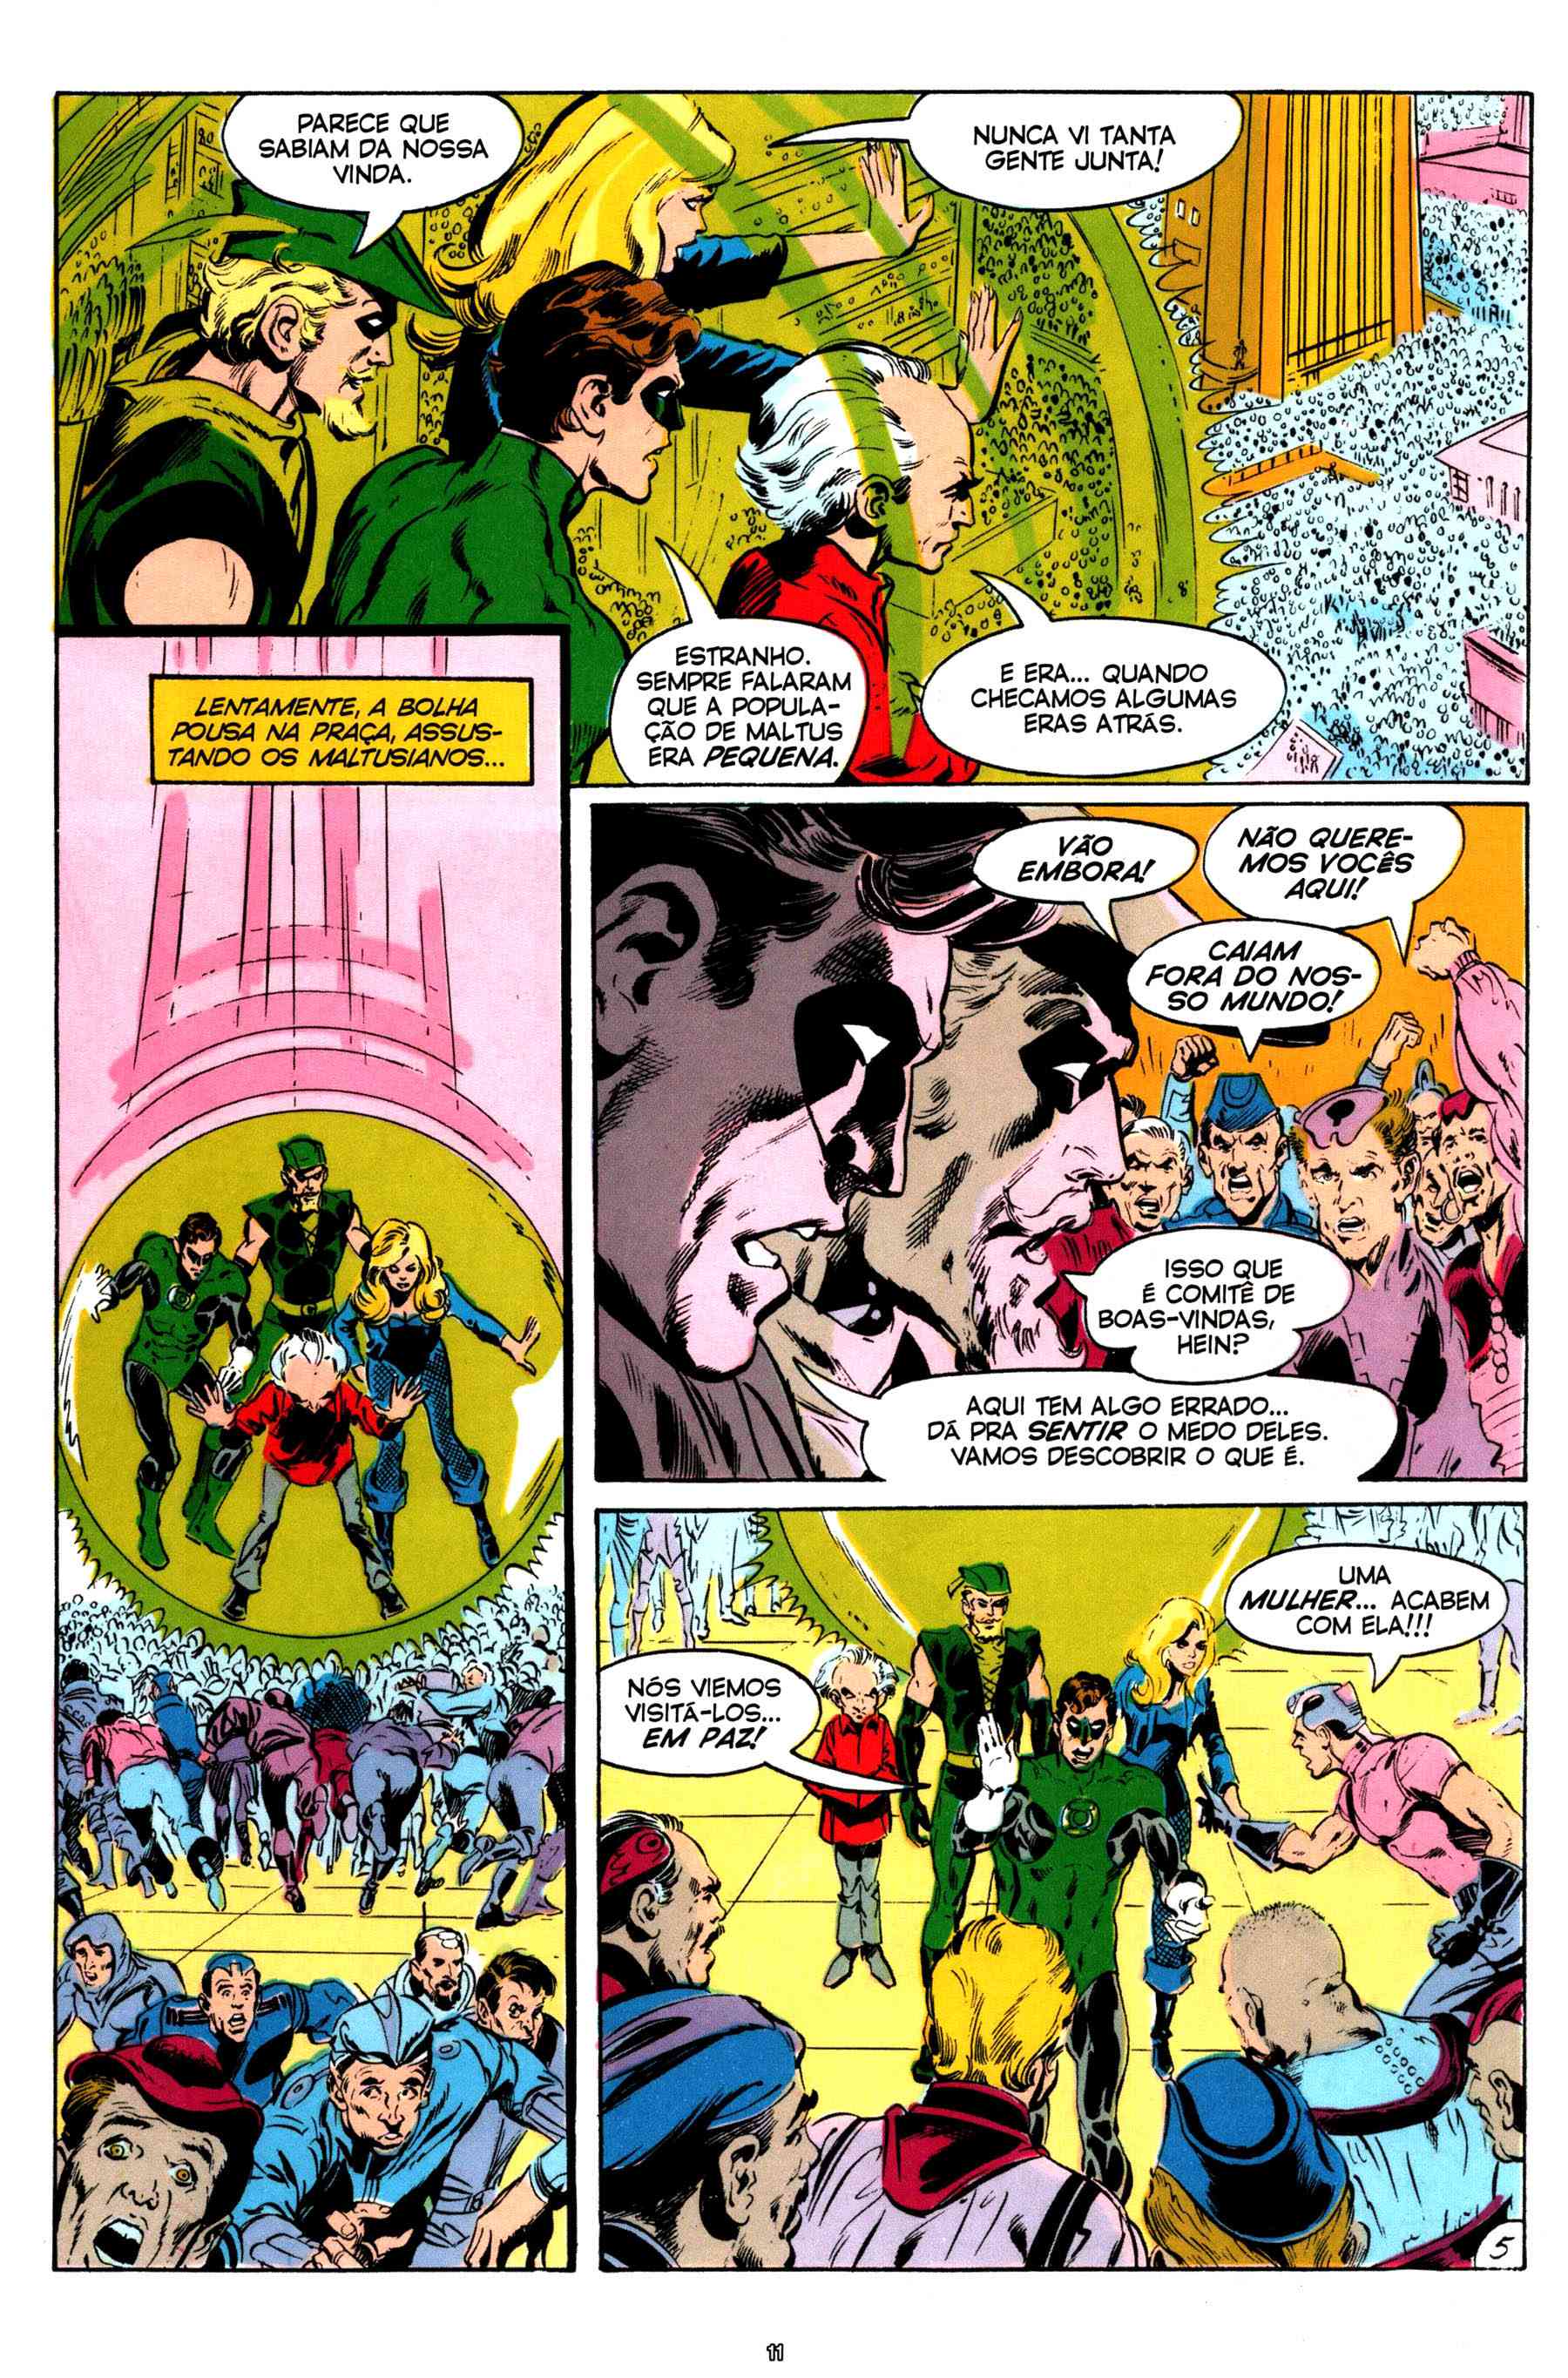 PARECE QUE
SABIAM DA NOSSA
VINDA.
NUNCA VI TANTA
GENTE JUNTA!
ESTRANHO.
SEMPRE FALARAM
QUE A POPULA-
ÇÃO DE MALTUS
ERA PEQUENA.
E ERA... QUANDO
CHECAMOS ALGUMAS
ERAS ATRÁS.
LENTAMENTE, A BOLHA
POUSA NA PRAÇA, ASSUS-
TANDO OS MALTUSIANOS...
VÃO
EMBORA!
NÃO QUERE-
MOS VOCÊS
AQUI!
CAIAM
FORA DO NOS-
SO MUNDO!
ISSO QUE
É COMITÊ DE
BOAS-VINDAS,
HEIN?
AQUI TEM ALGO ERRADO...
DÁ PRA SENTIR O MEDO DELES.
VAMOS DESCOBRIR O QUE É.
NÓS VIEMOS
VISITÁ-LOS...
EM PAZ!
UMA
MULHER... ACABEM
COM ELA!!!
5
11